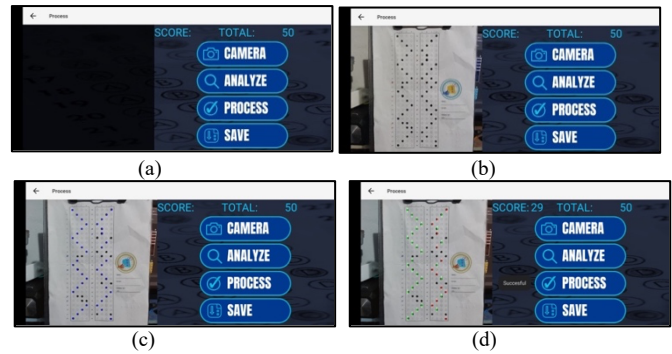 ← Process
SCORE: TOTAL: 50
CAMERA
ANALYZE
PROCESS
SAVE
(a)
← Process
SCORE: TOTAL: 50
CAMERA
ANALYZE
PROCESS
SAVE
(b)
← Process
SCORE: TOTAL: 50
CAMERA
ANALYZE
PROCESS
SAVE
(c)
← Process
SCORE: 29 TOTAL: 50
CAMERA
ANALYZE
Succesful
PROCESS
SAVE
(d)